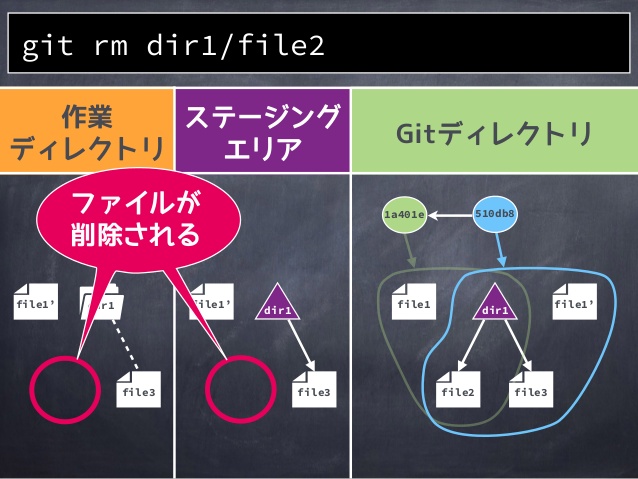 git rm dir1/file2
作業
ディレクトリ
ステージング
エリア
Gitディレクトリ
ファイルが
削除される
1a401e
510db8
file1’
dir1
file1’
dir1
file1
dir1
file1’
file3
file3
file2
file3